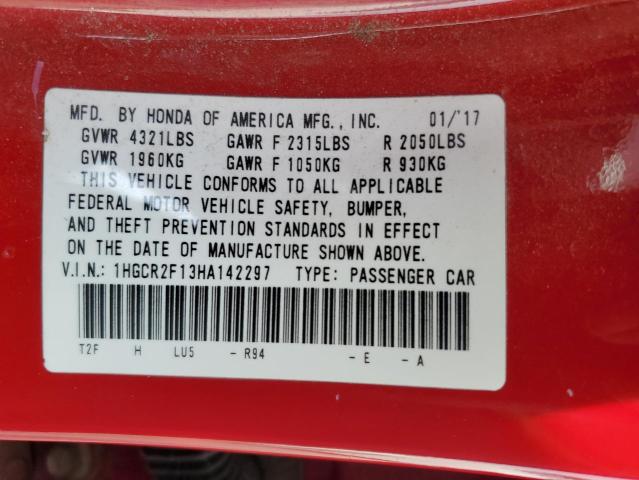 MFD. BY HONDA OF AMERICA MFG., INC. 01/'17
GVWR 4321LBS GAWR F 2315LBS R 2050LBS
GVWR 1960KG GAWR F 1050KG R 930KG
THIS VEHICLE CONFORMS TO ALL APPLICABLE
FEDERAL MOTOR VEHICLE SAFETY, BUMPER,
AND THEFT PREVENTION STANDARDS IN EFFECT
ON THE DATE OF MANUFACTURE SHOWN ABOVE.
V.I.N.: 1HGCR2F13HA142297 TYPE: PASSENGER CAR
T2F H LU5 - R94 - E - A